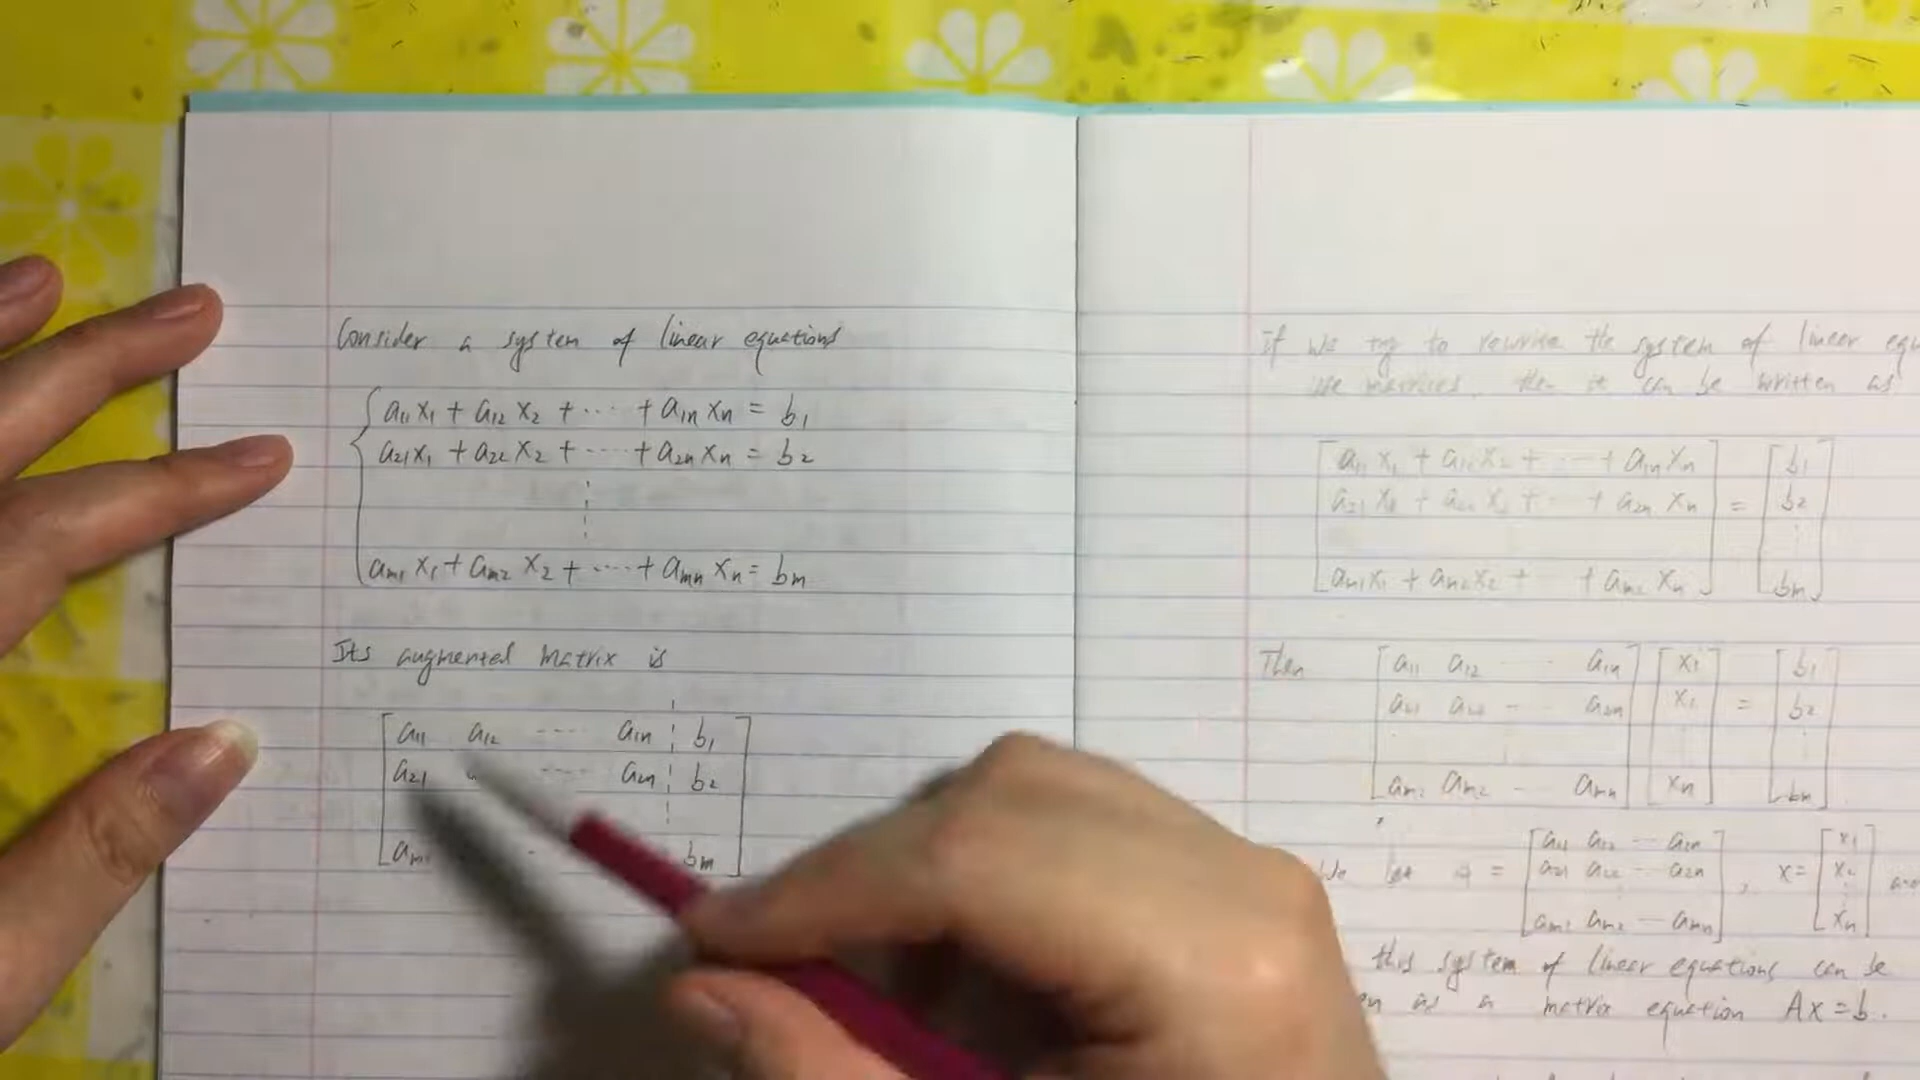 Consider a system of linear equations
a11 x1 + a12 x2 + ···· + a1n xn = b1
a21 x1 + a22 x2 + ···· + a2n xn = b2
am1 x1 + am2 x2 + ···· + amn xn = bm
Its augmented matrix is
a11 a12 ···· a1n b1
a21 ···· a2n b2
am1 bm
if we try to rewrite the system of linear equ
use matrices, then it can be written as
a11 x1 + a12 x2 + ··· + a1n xn = b1
a21 x1 + a22 x2 + ·· + a2n xn = b2
am1 x1 + am2 x2 + + xn bm
Then a11 a12 ·· a1n x1 = b1
a21 a22 ·· a2n b2
am2 ·· amn xn
we let = a11 a12 ··· a1n , x = x1
a21 a22 ·· a2n x2 and
am2 ··· amn xn
this system of linear equations can be
as a matrix equation Ax = b.